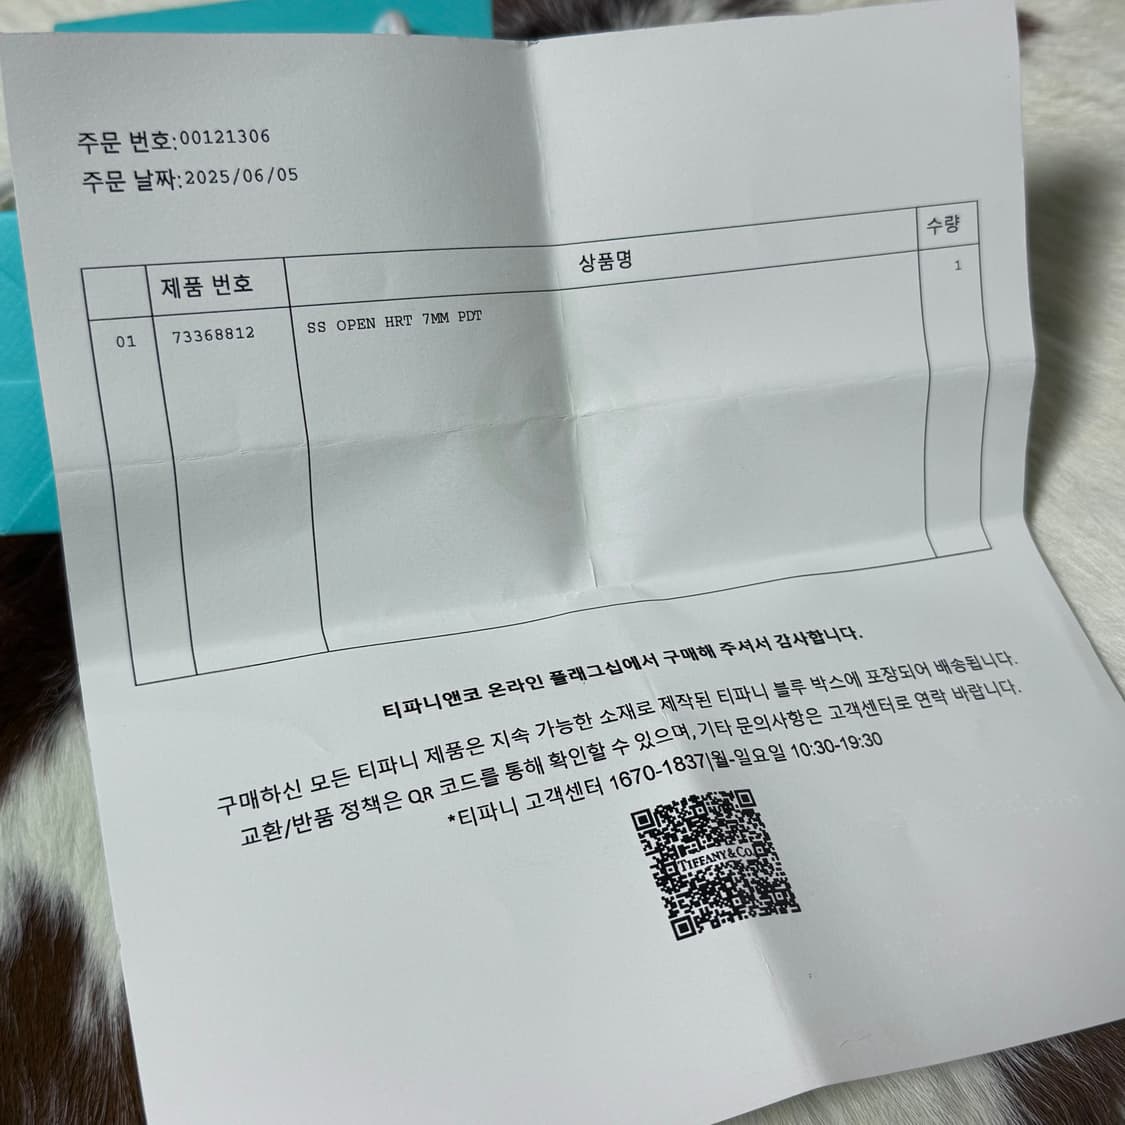 주문 번호:00121306
주문 날짜:2025/06/05
제품 번호 상품명 수량
01 73368812 SS OPEN HRT 7MM PDT 1
티파니앤코 온라인 플래그십에서 구매해 주셔서 감사합니다.
구매하신 모든 티파니 제품은 지속 가능한 소재로 제작된 티파니 블루 박스에 포장되어 배송됩니다.
교환/반품 정책은 QR 코드를 통해 확인할 수 있으며,기타 문의사항은 고객센터로 연락 바랍니다.
*티파니 고객센터 1670-1837|월-일요일 10:30-19:30
TIFFANY&CO.